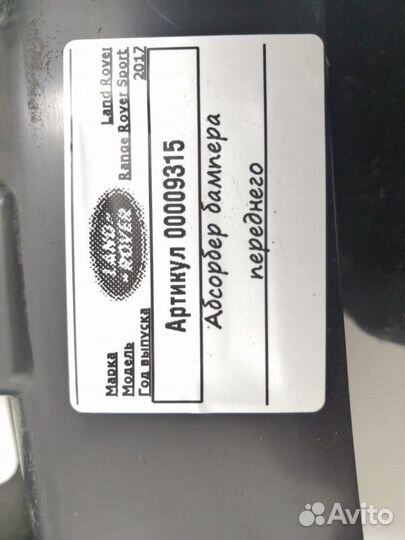 Марка Land Rover
Модель Range Rover Sport
Год выпуска 2017
LAND-
-ROVER
Артикул 00009315
Абсорбер бампера
переднего
Avito